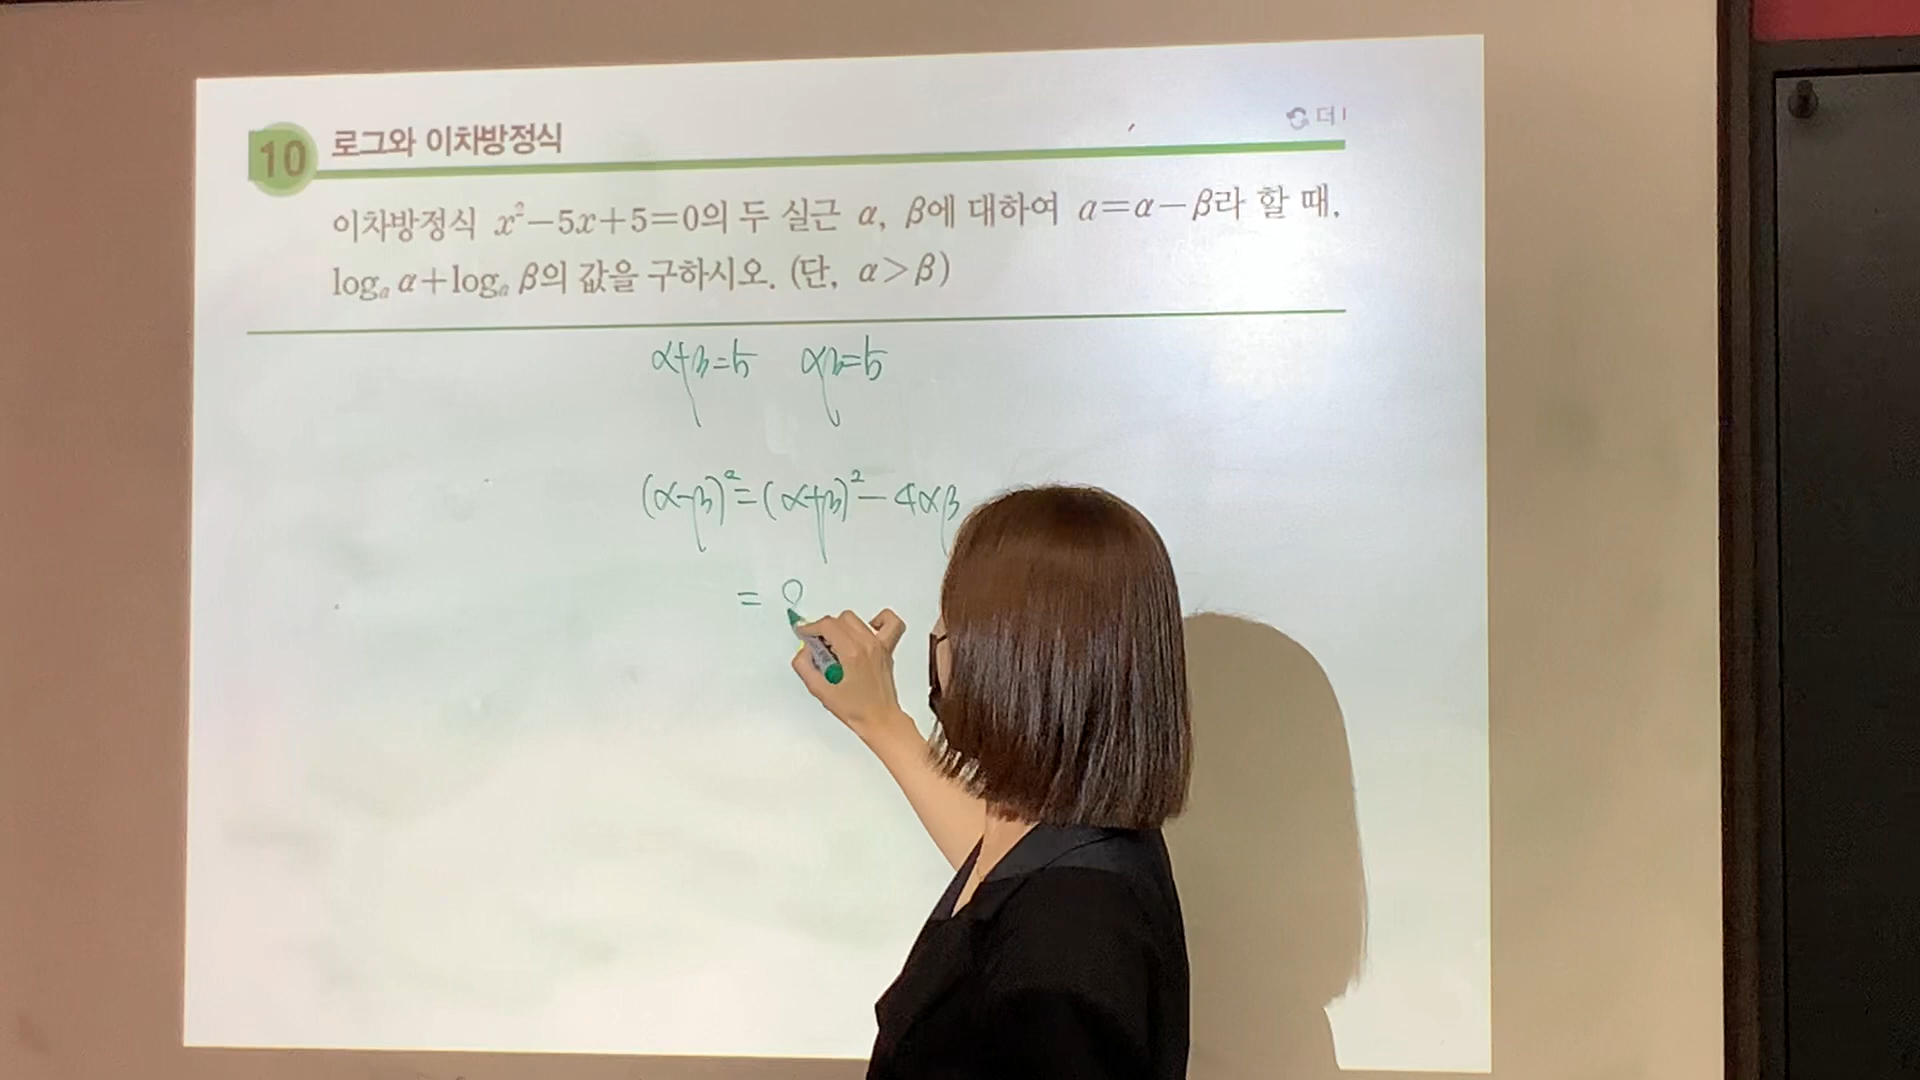 10 로그와 이차방정식
더
이차방정식 x²−5x+5=0의 두 실근 α, β에 대하여 a=α−β라 할 때,
logₐ α+logₐ β의 값을 구하시오. (단, α>β)
α+β=5 αβ=5
(α-β)²=(α+β)²-4αβ
=